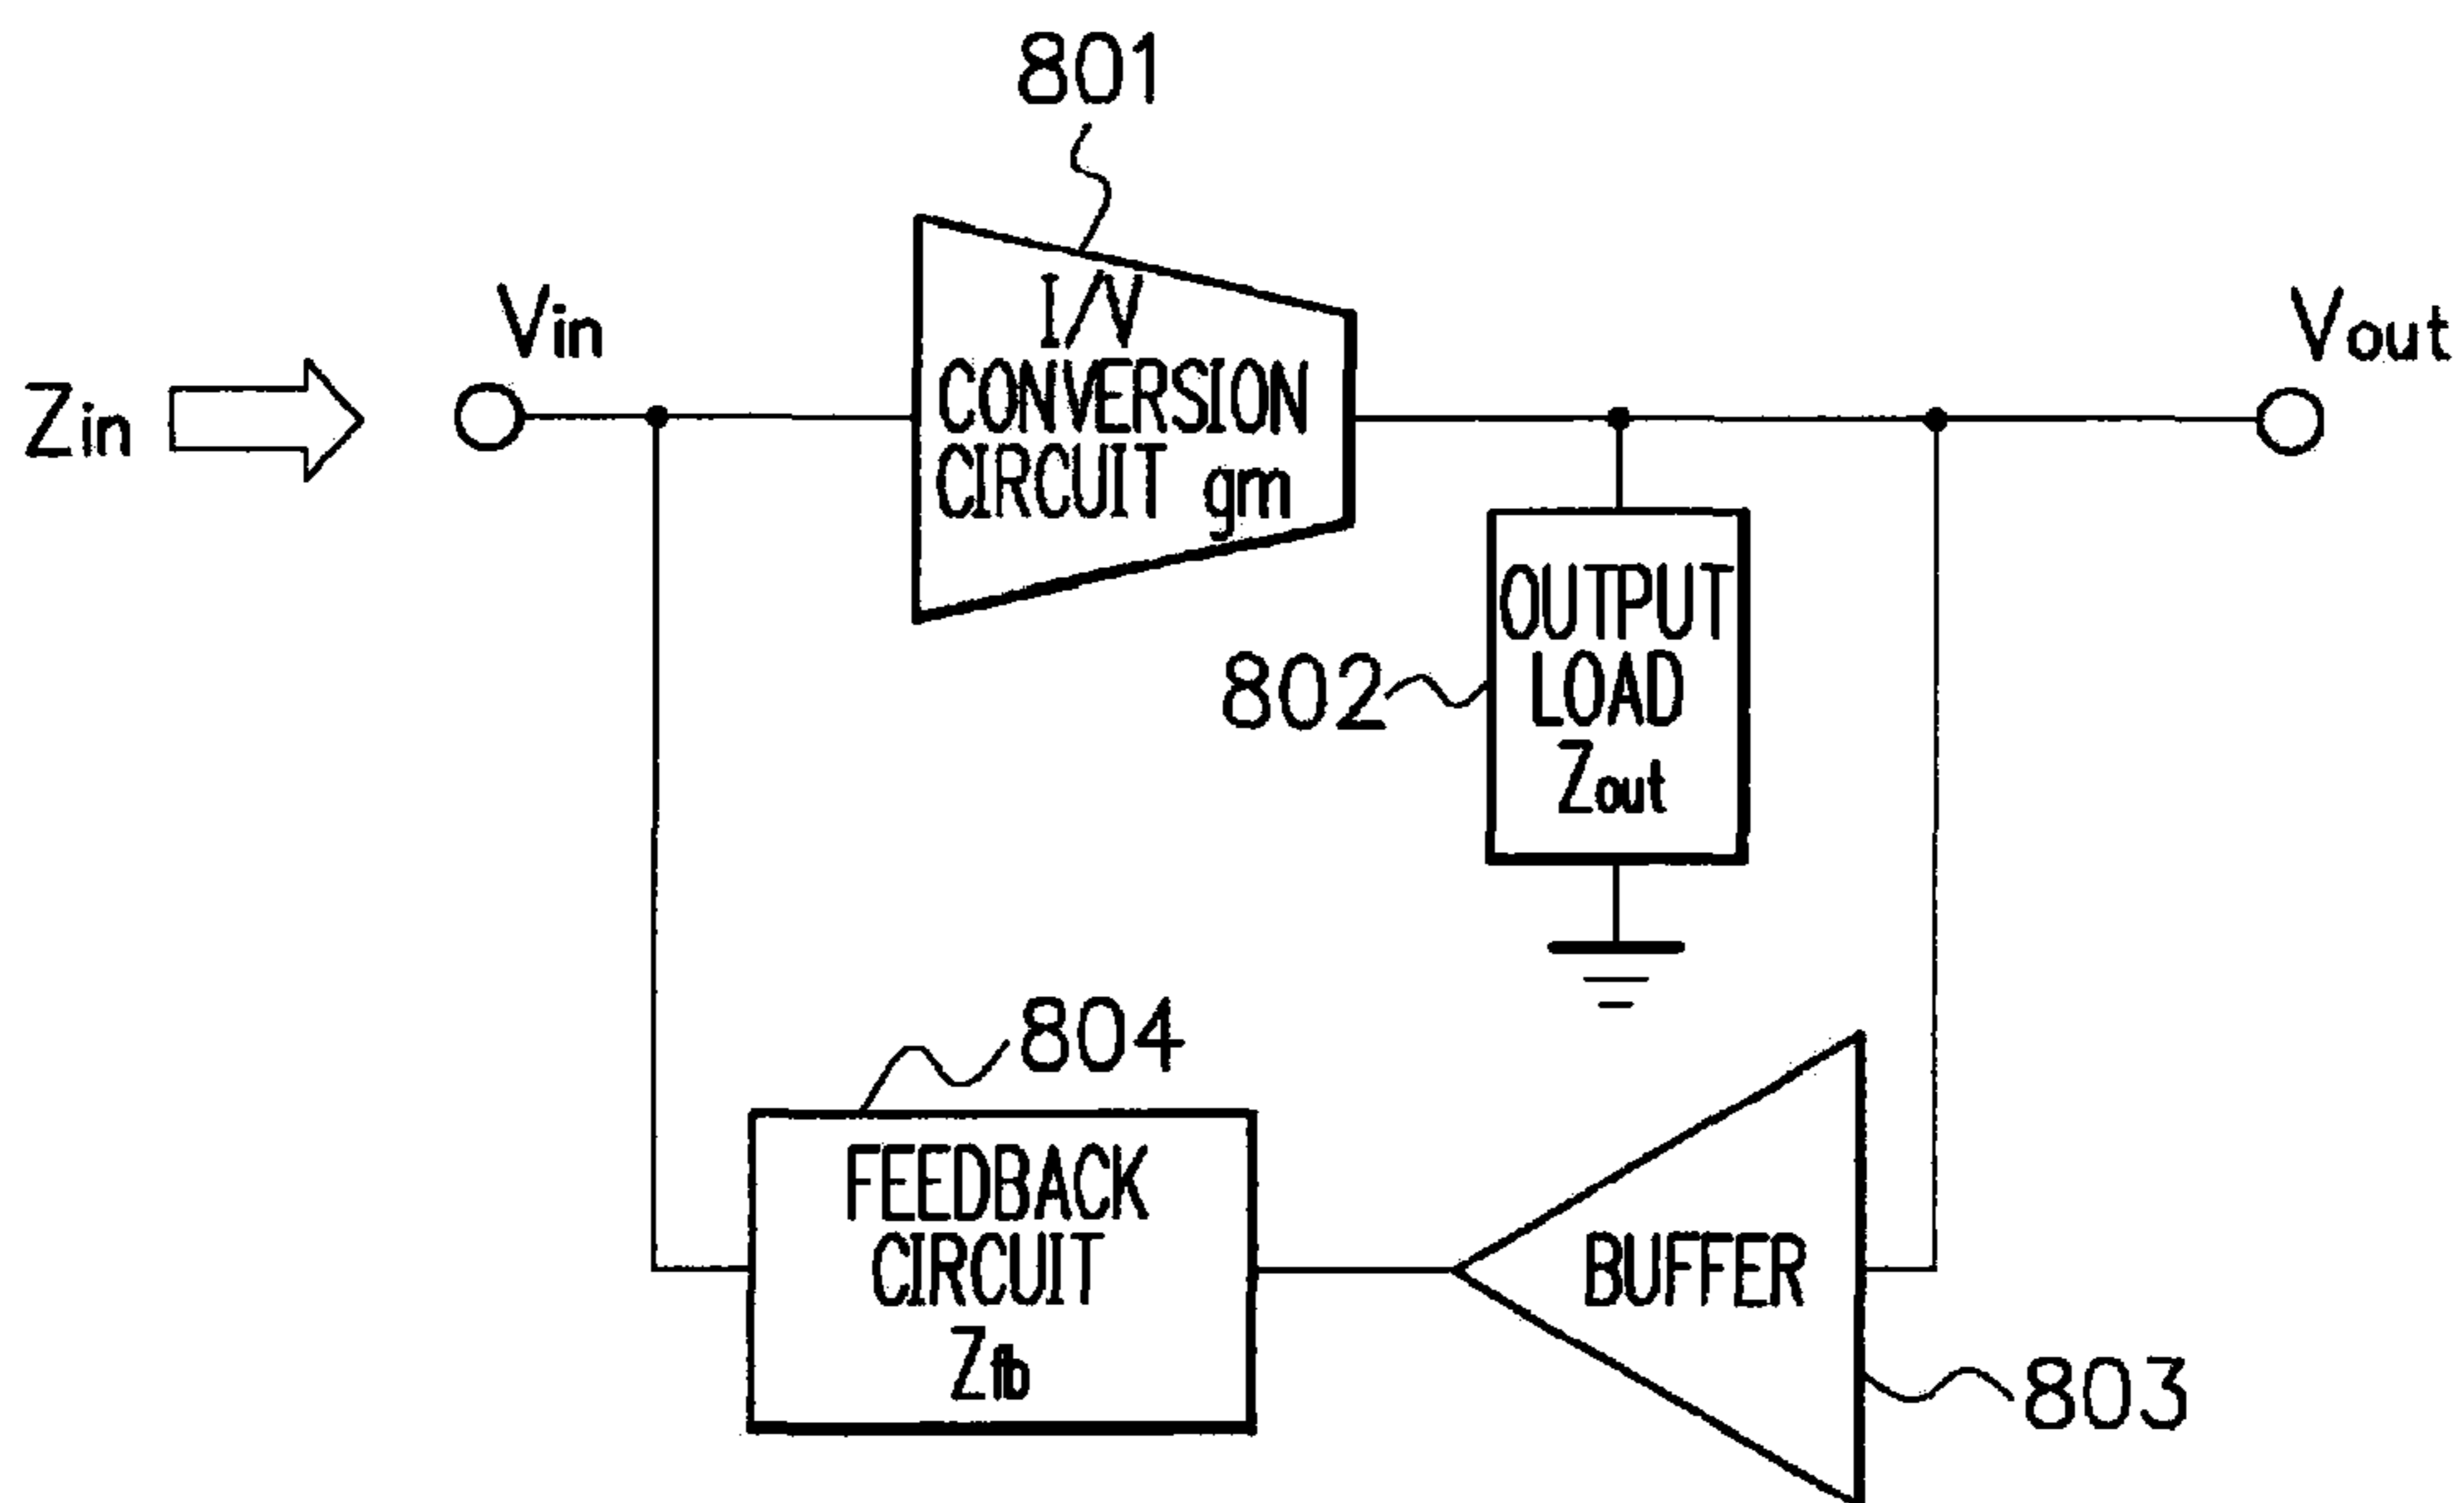 801
Vin
Vout
Zin
I/V
CONVERSION
CIRCUIT gm
OUTPUT
LOAD
Zout
802
804
FEEDBACK
CIRCUIT
Zfb
BUFFER
803